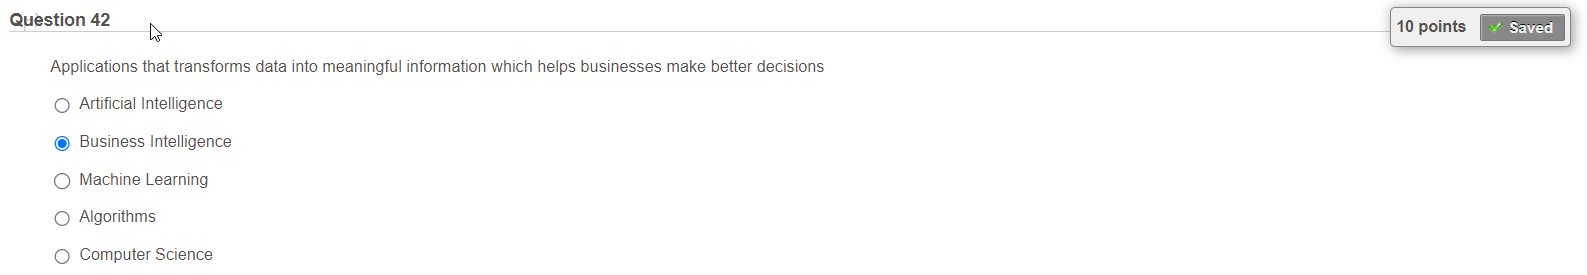 Question 42
10 points
Saved
Applications that transforms data into meaningful information which helps businesses make better decisions
Artificial Intelligence
Business Intelligence
Machine Learning
Algorithms
Computer Science